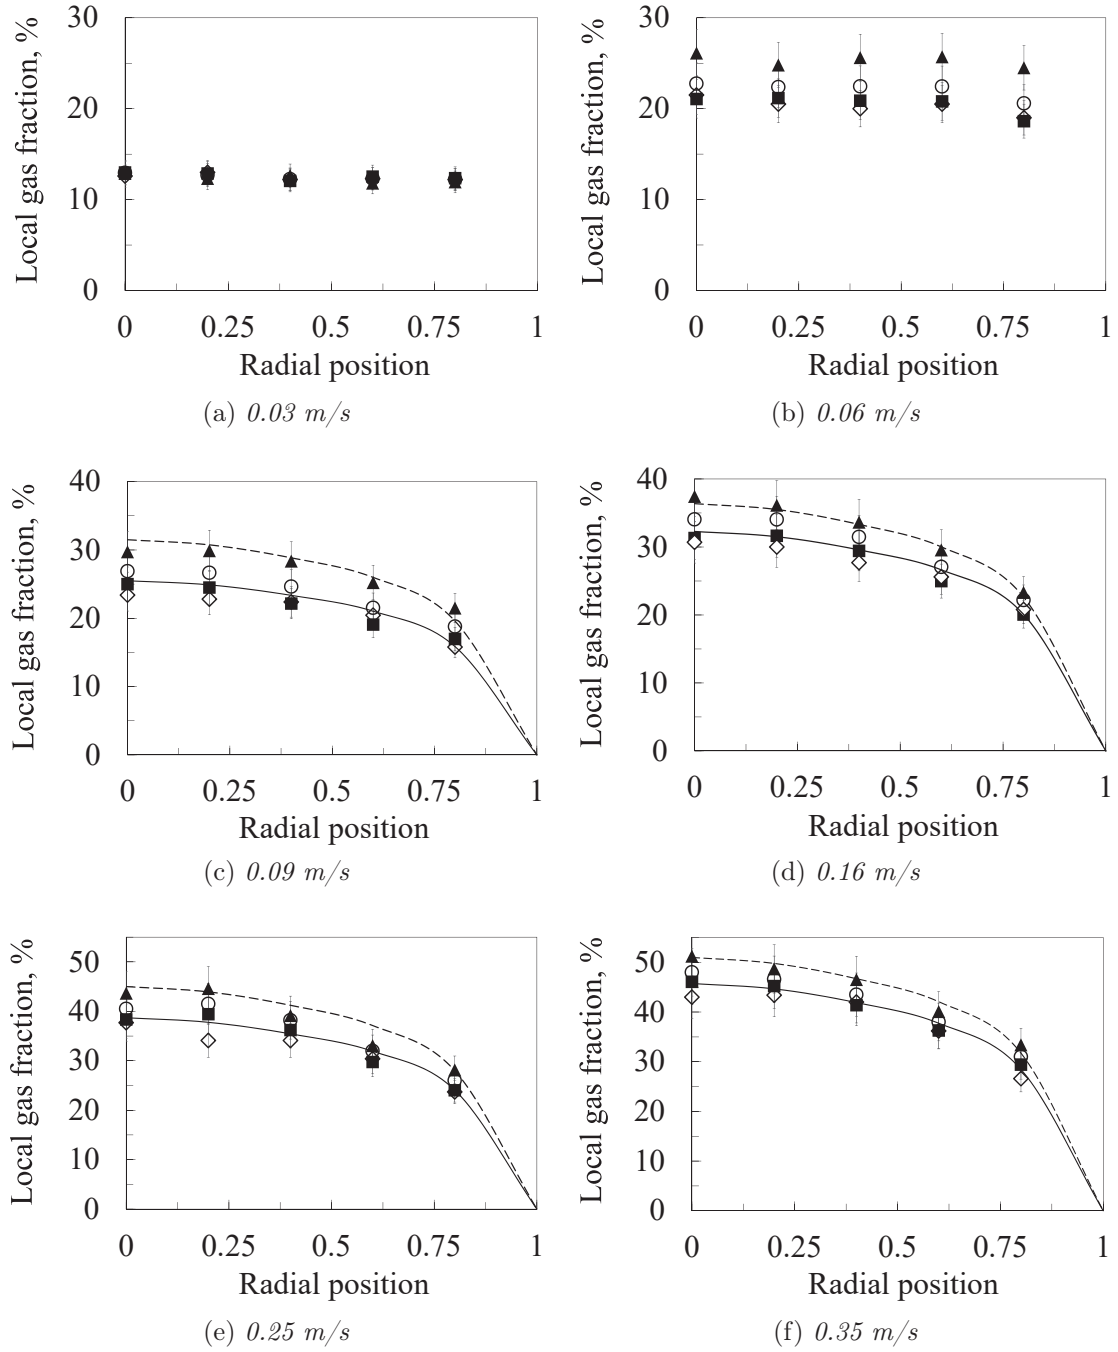 Local gas fraction, %
30
20
10
0
0 0.25 0.5 0.75 1
Radial position
(a) 0.03 m/s
Local gas fraction, %
30
20
10
0
0 0.25 0.5 0.75 1
Radial position
(b) 0.06 m/s
Local gas fraction, %
40
30
20
10
0
0 0.25 0.5 0.75 1
Radial position
(c) 0.09 m/s
Local gas fraction, %
40
30
20
10
0
0 0.25 0.5 0.75 1
Radial position
(d) 0.16 m/s
Local gas fraction, %
50
40
30
20
10
0
0 0.25 0.5 0.75 1
Radial position
(e) 0.25 m/s
Local gas fraction, %
50
40
30
20
10
0
0 0.25 0.5 0.75 1
Radial position
(f) 0.35 m/s